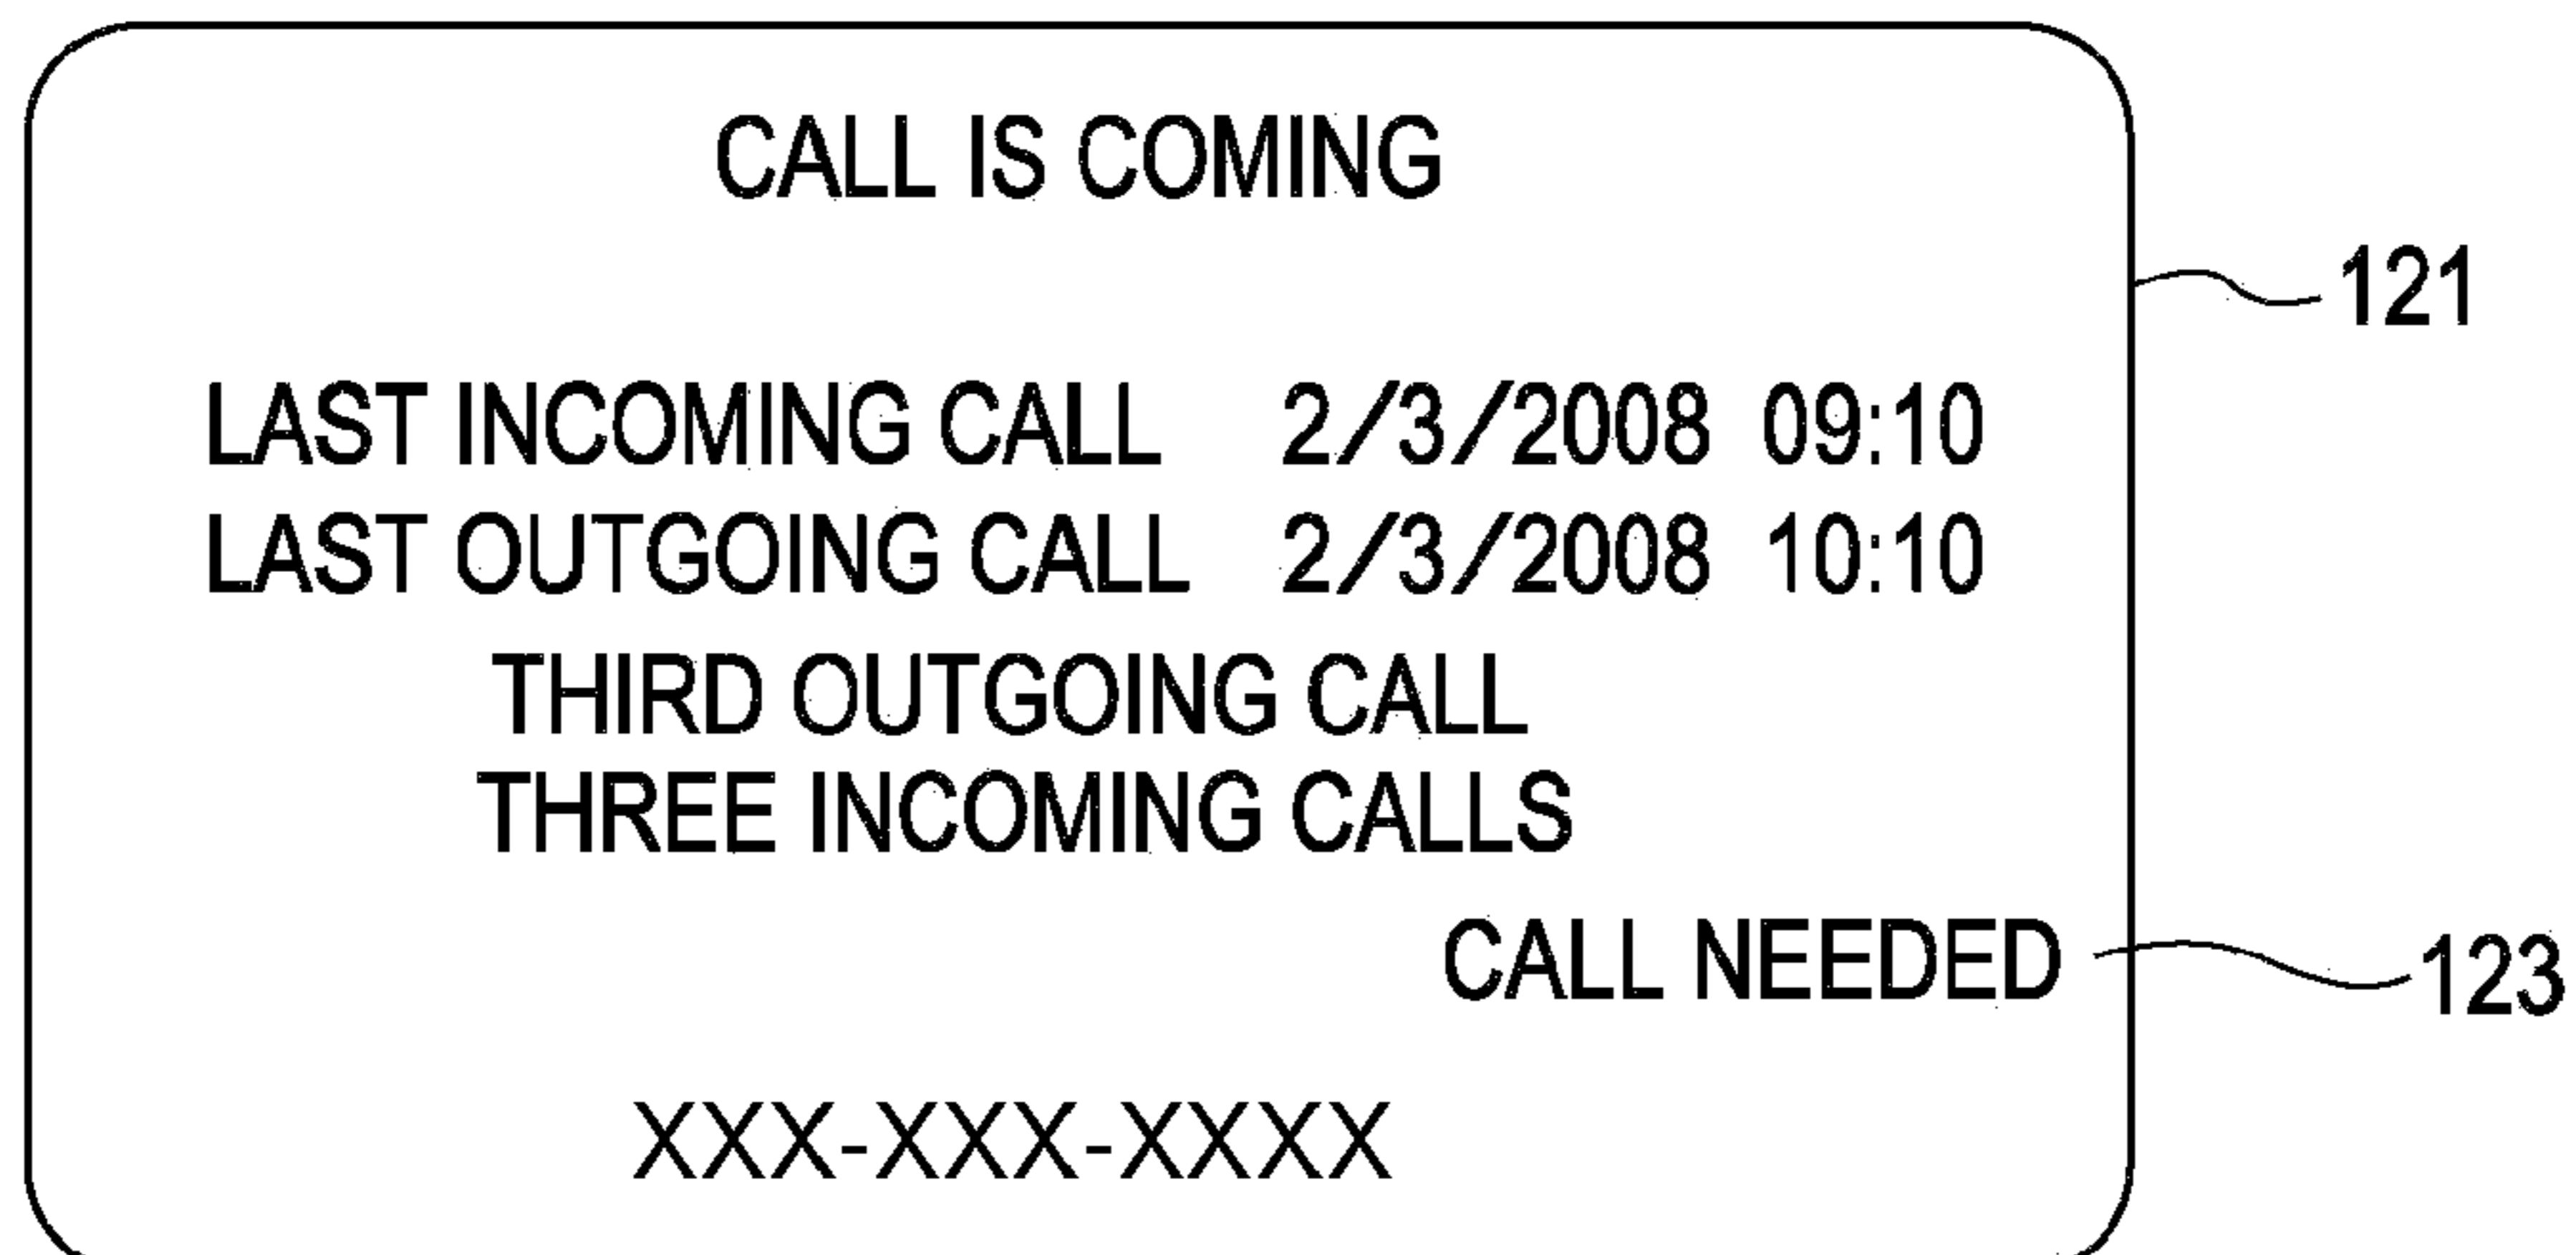 CALL IS COMING
121
LAST INCOMING CALL 2/3/2008 09:10
LAST OUTGOING CALL 2/3/2008 10:10
THIRD OUTGOING CALL
THREE INCOMING CALLS
CALL NEEDED
123
XXX-XXX-XXXX